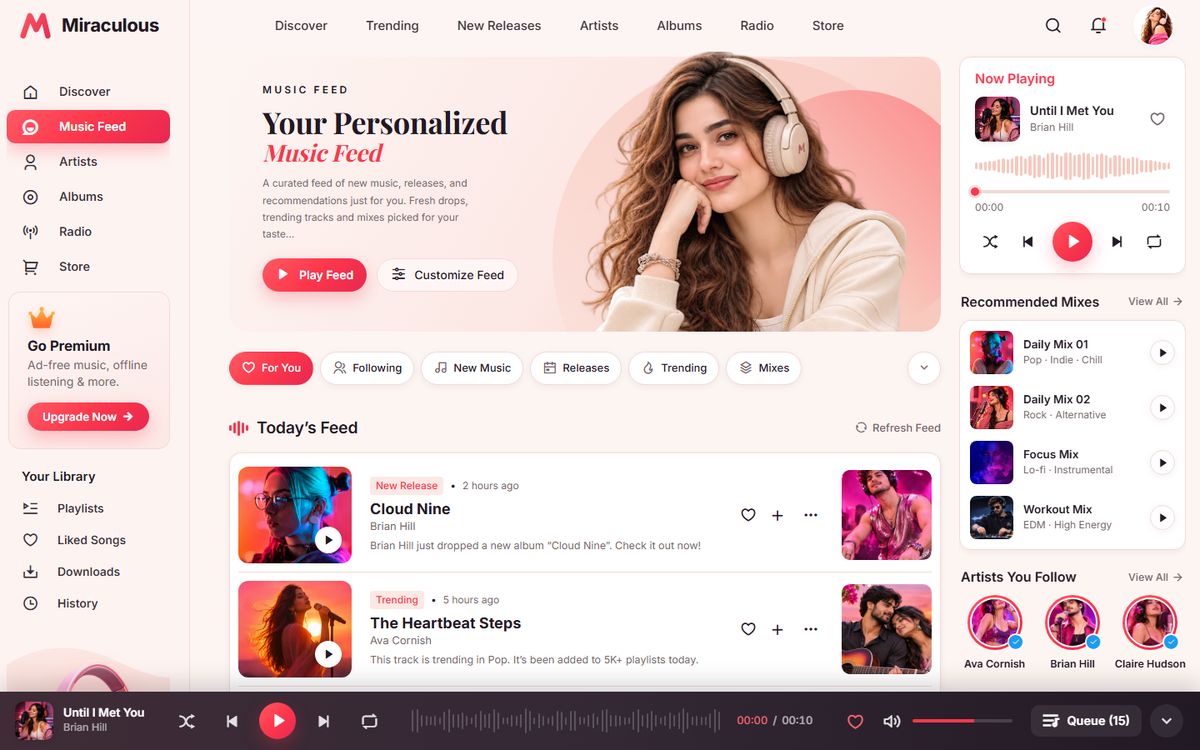 Miraculous
Discover
Trending
New Releases
Artists
Albums
Radio
Store
Discover
Music Feed
Artists
Albums
Radio
Store
Go Premium
Ad-free music, offline
listening & more.
Upgrade Now
Your Library
Playlists
Liked Songs
Downloads
History
MUSIC FEED
Your Personalized
Music Feed
A curated feed of new music, releases, and
recommendations just for you. Fresh drops,
trending tracks and mixes picked for your
taste...
Play Feed
Customize Feed
For You
Following
New Music
Releases
Trending
Mixes
Today’s Feed
Refresh Feed
New Release • 2 hours ago
Cloud Nine
Brian Hill
Brian Hill just dropped a new album “Cloud Nine”. Check it out now!
Trending • 5 hours ago
The Heartbeat Steps
Ava Cornish
This track is trending in Pop. It’s been added to 5K+ playlists today.
Now Playing
Until I Met You
Brian Hill
00:00
00:10
Recommended Mixes
View All
Daily Mix 01
Pop · Indie · Chill
Daily Mix 02
Rock · Alternative
Focus Mix
Lo-fi · Instrumental
Workout Mix
EDM · High Energy
Artists You Follow
View All
Ava Cornish
Brian Hill
Claire Hudson
Until I Met You
Brian Hill
00:00 / 00:10
Queue (15)